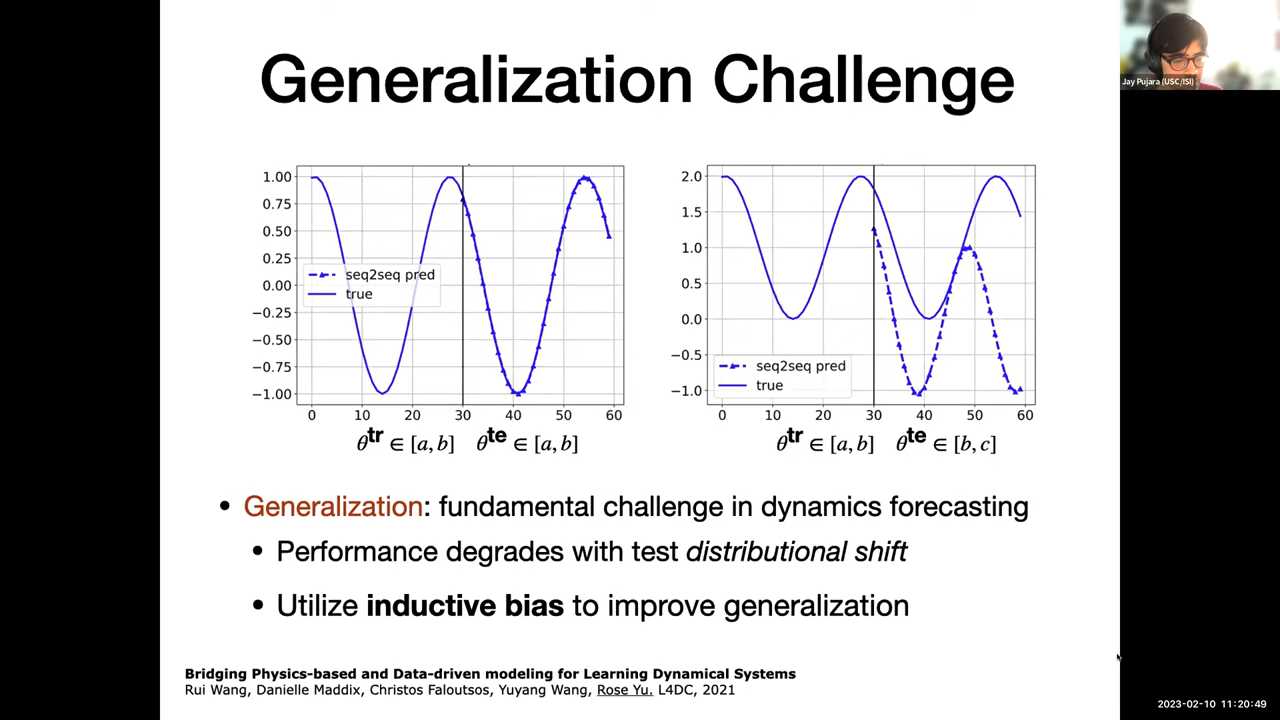 Generalization Challenge
Jay Pujara (USC/ISI)
1.00
0.75
0.50
0.25
0.00
−0.25
−0.50
−0.75
−1.00
seq2seq pred
true
0 10 20 30 40 50 60
θtr ∈ [a, b] θte ∈ [a, b]
2.0
1.5
1.0
0.5
0.0
−0.5
−1.0
seq2seq pred
true
0 10 20 30 40 50 60
θtr ∈ [a, b] θte ∈ [b, c]
• Generalization: fundamental challenge in dynamics forecasting
• Performance degrades with test distributional shift
• Utilize inductive bias to improve generalization
Bridging Physics-based and Data-driven modeling for Learning Dynamical Systems
Rui Wang, Danielle Maddix, Christos Faloutsos, Yuyang Wang, Rose Yu. L4DC, 2021
2023-02-10 11:20:49